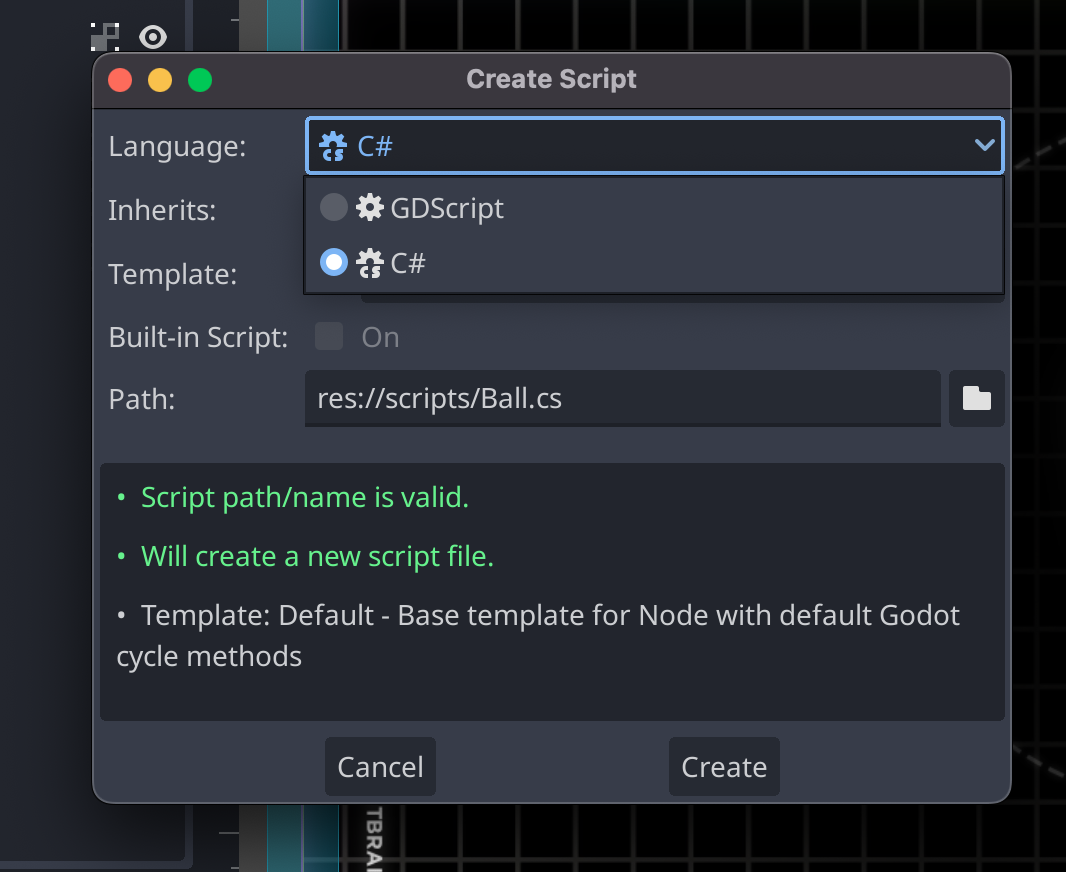 Create Script
Language:
C#
Inherits:
GDScript
C#
Template:
Built-in Script:
On
Path:
res://scripts/Ball.cs
• Script path/name is valid.
• Will create a new script file.
• Template: Default - Base template for Node with default Godot
cycle methods
Cancel
Create